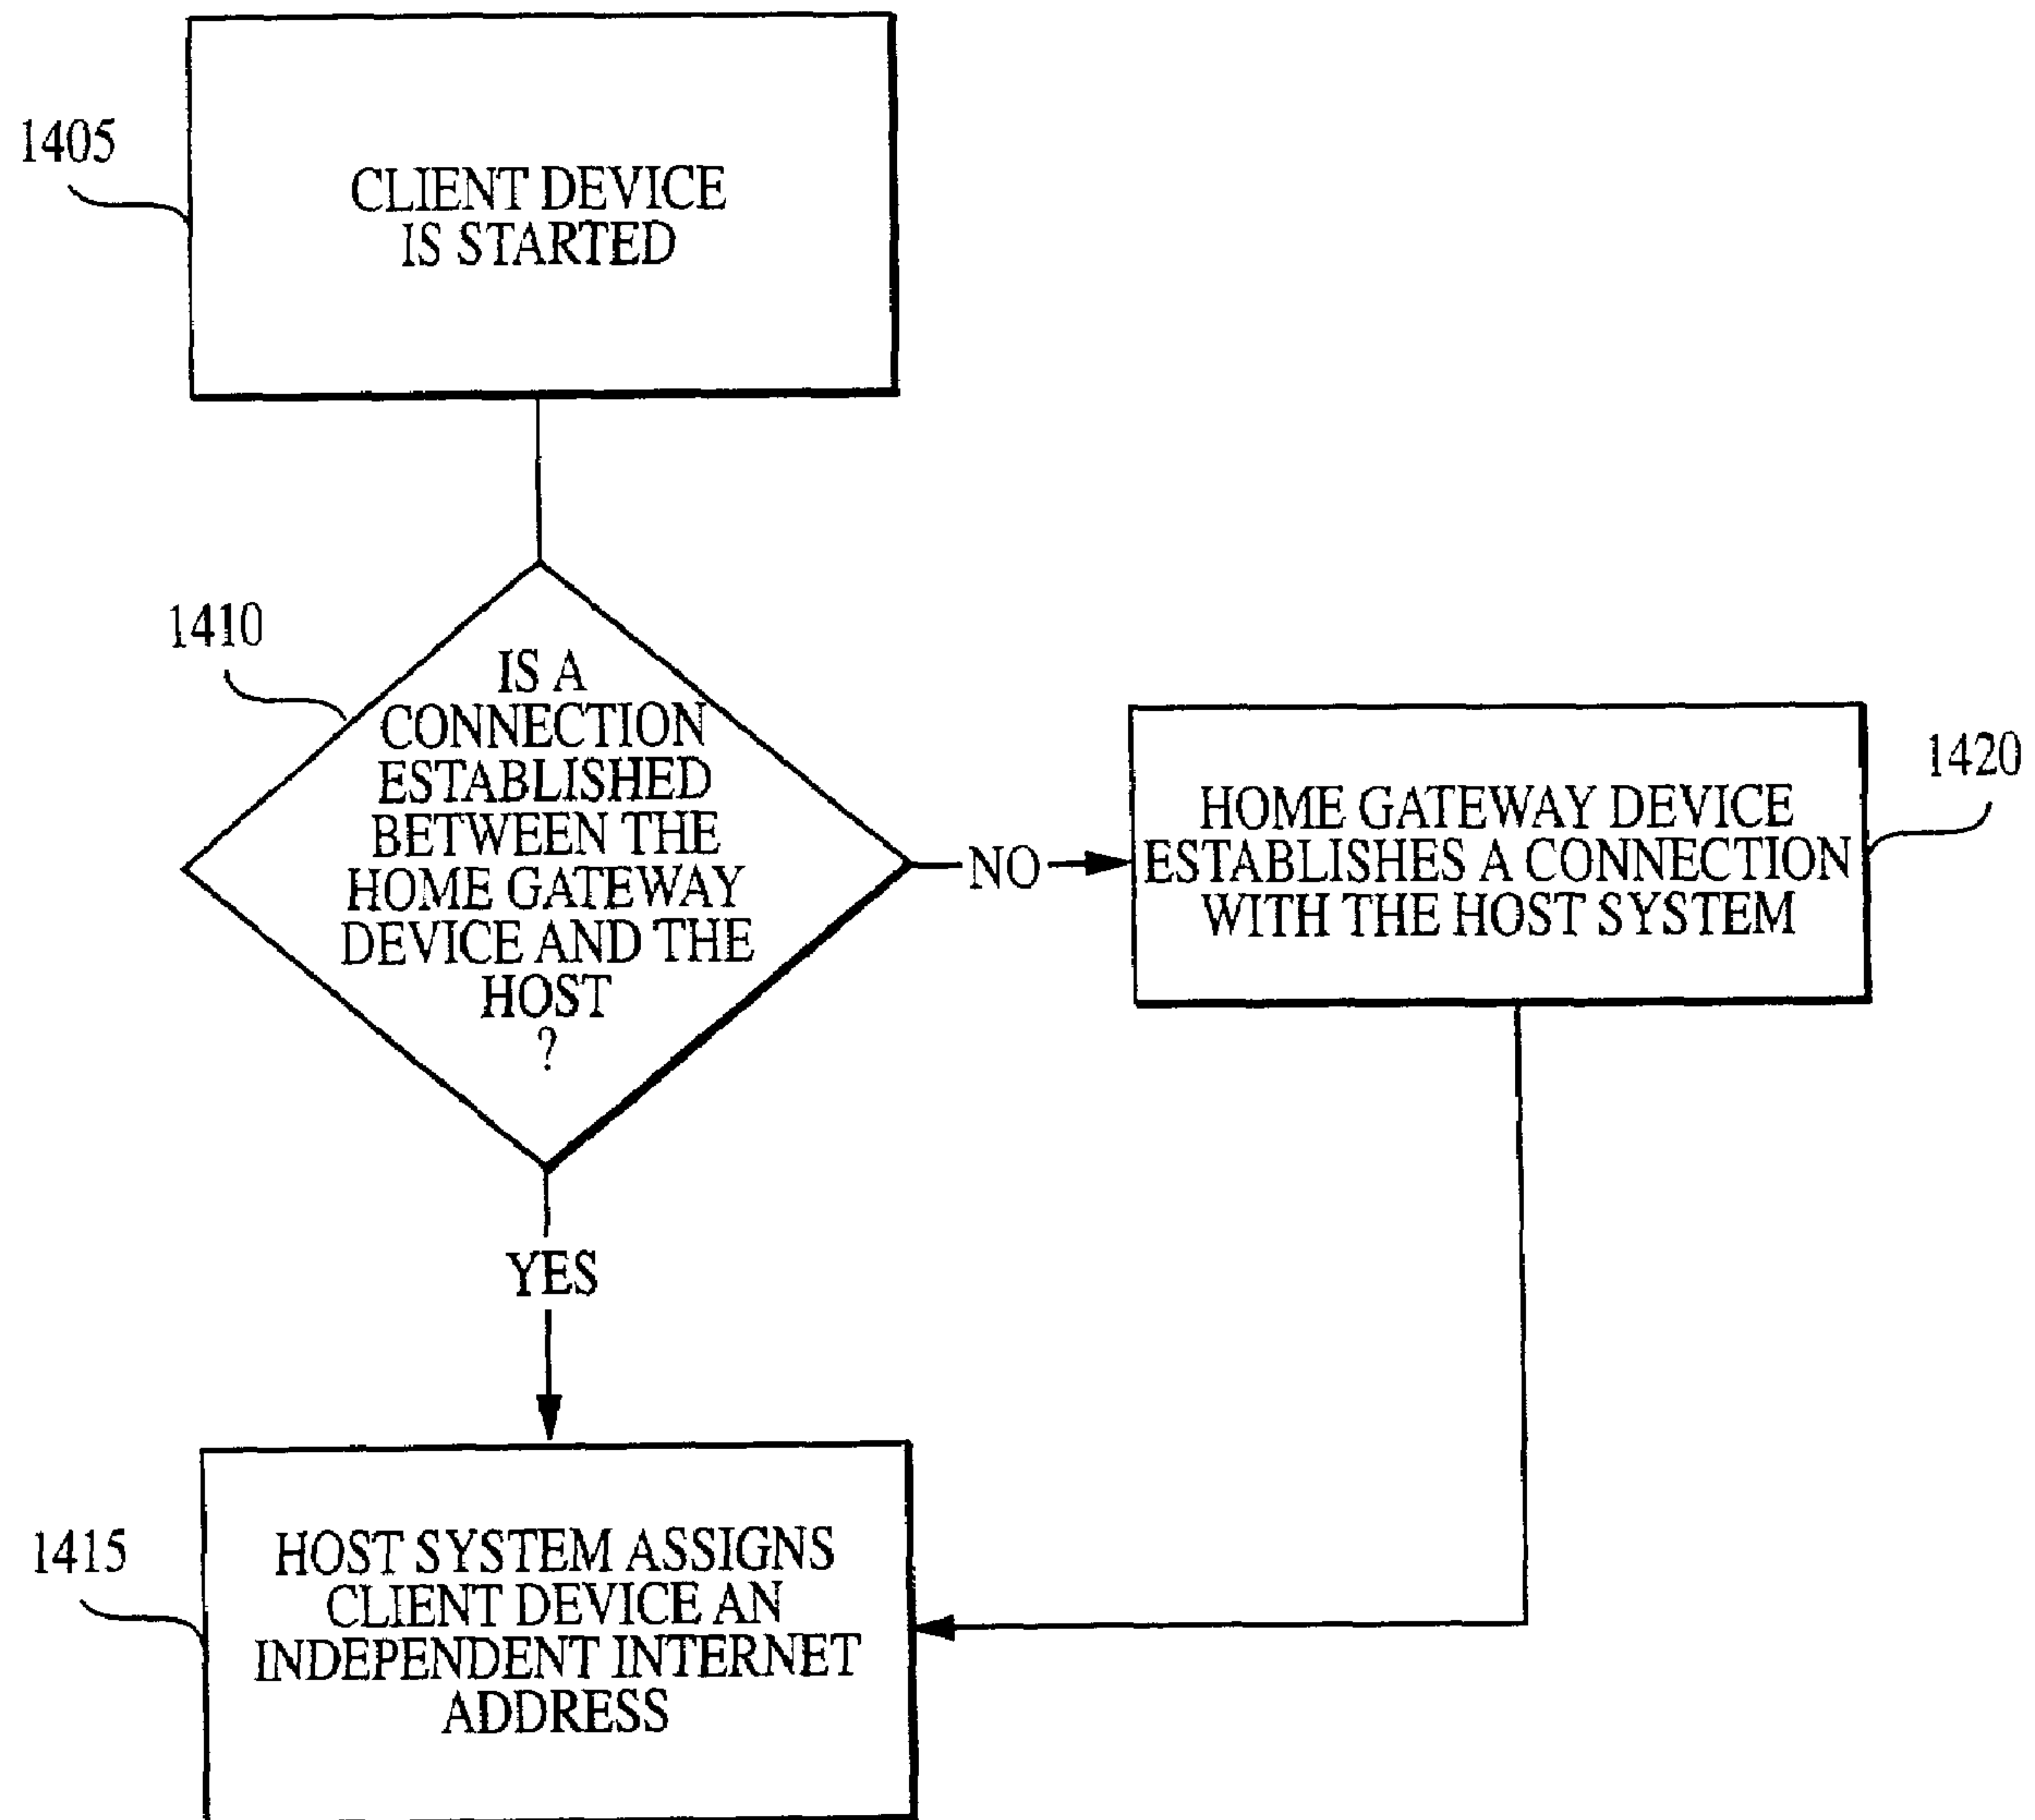 1405
CLIENT DEVICE
IS STARTED
1410
IS A
CONNECTION
ESTABLISHED
BETWEEN THE
HOME GATEWAY
DEVICE AND THE
HOST
?
NO
HOME GATEWAY DEVICE
ESTABLISHES A CONNECTION
WITH THE HOST SYSTEM
1420
YES
1415
HOST SYSTEM ASSIGNS
CLIENT DEVICE AN
INDEPENDENT INTERNET
ADDRESS